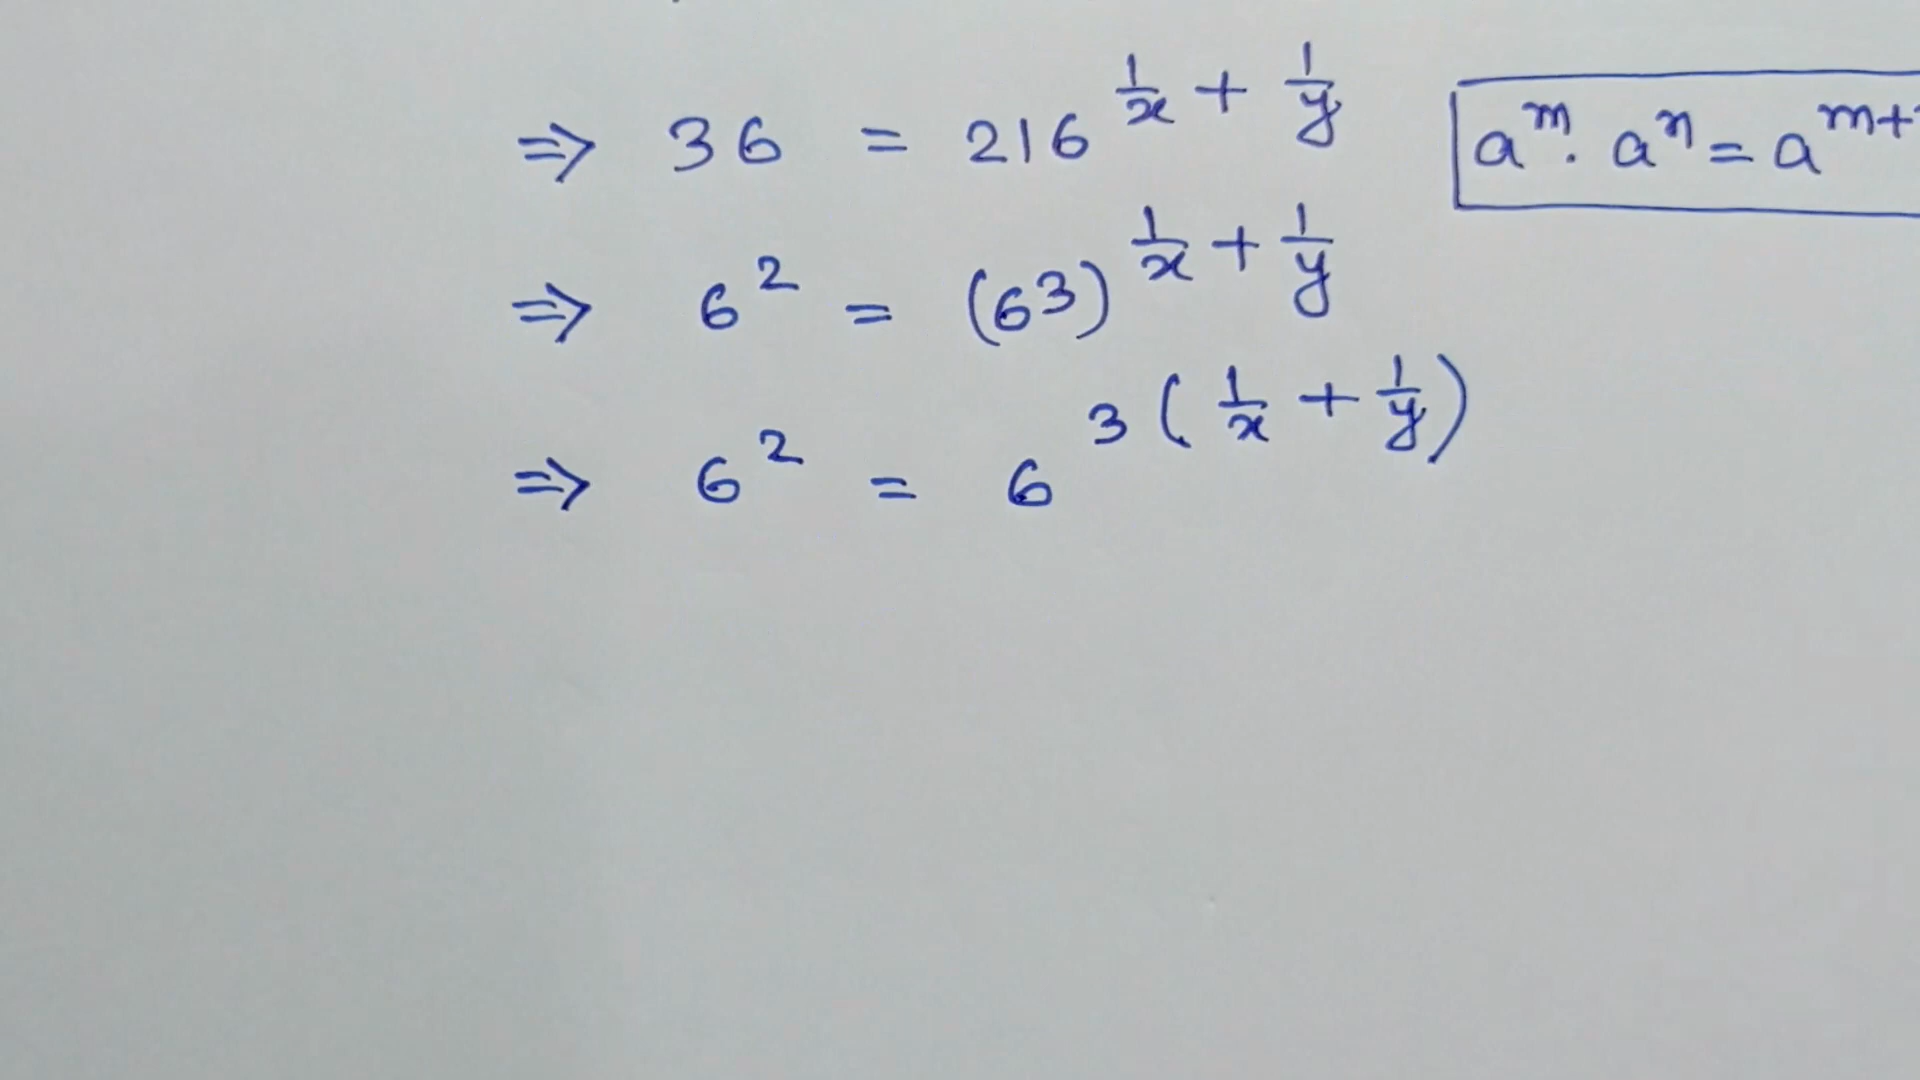 ⇒ 36 = 216^(1/x + 1/y)
a^m · a^n = a^(m+
⇒ 6^2 = (6^3)^(1/x + 1/y)
⇒ 6^2 = 6^(3(1/x + 1/y))